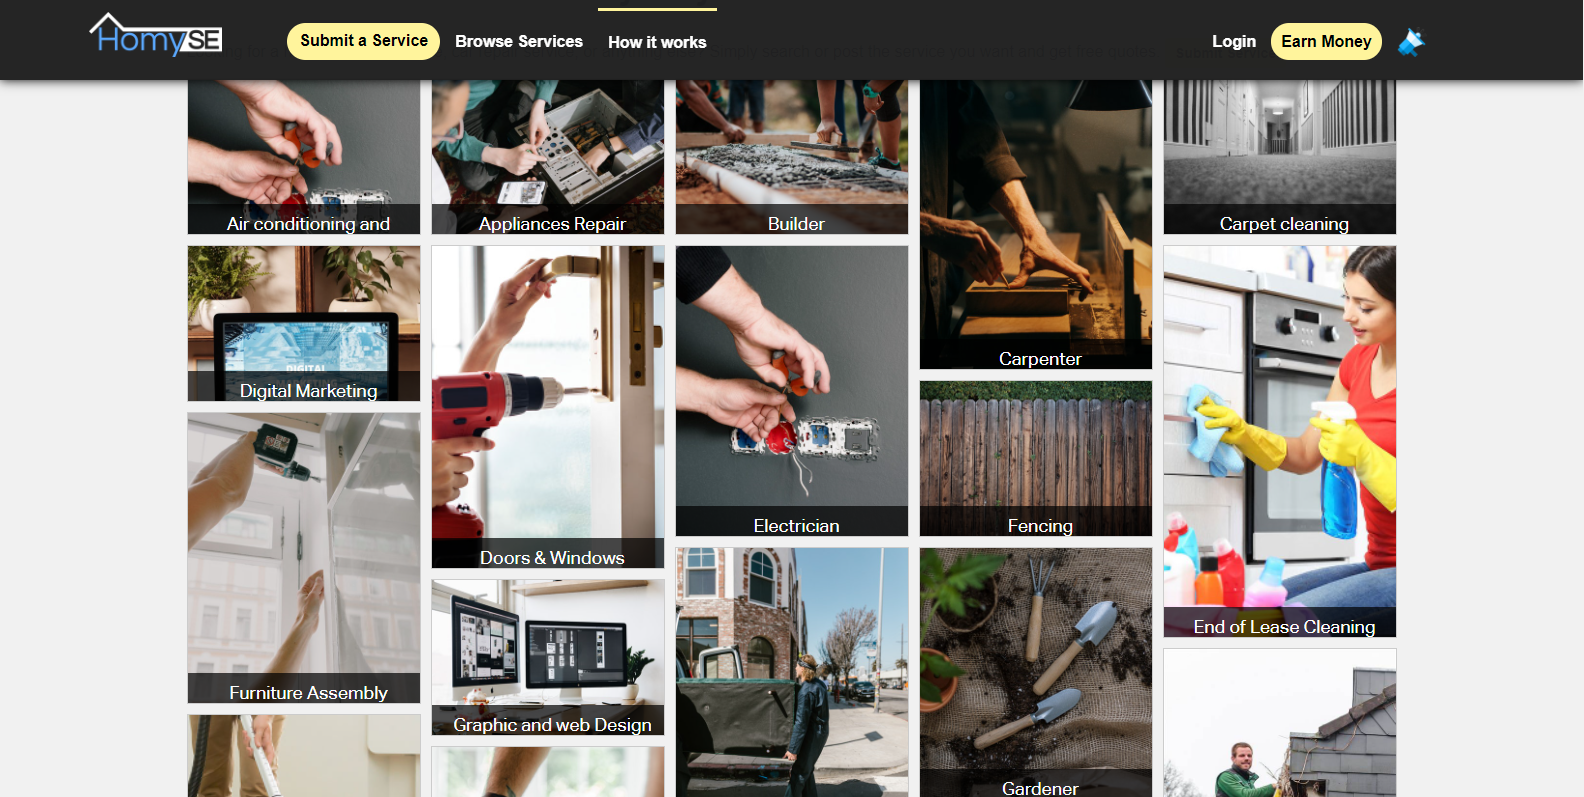 HomySE
Submit a Service
Browse Services
How it works
Login
Earn Money
Air conditioning and
Appliances Repair
Builder
Carpet cleaning
Carpenter
DIGITAL
Digital Marketing
Electrician
Fencing
Doors & Windows
End of Lease Cleaning
Furniture Assembly
Graphic and web Design
Gardener